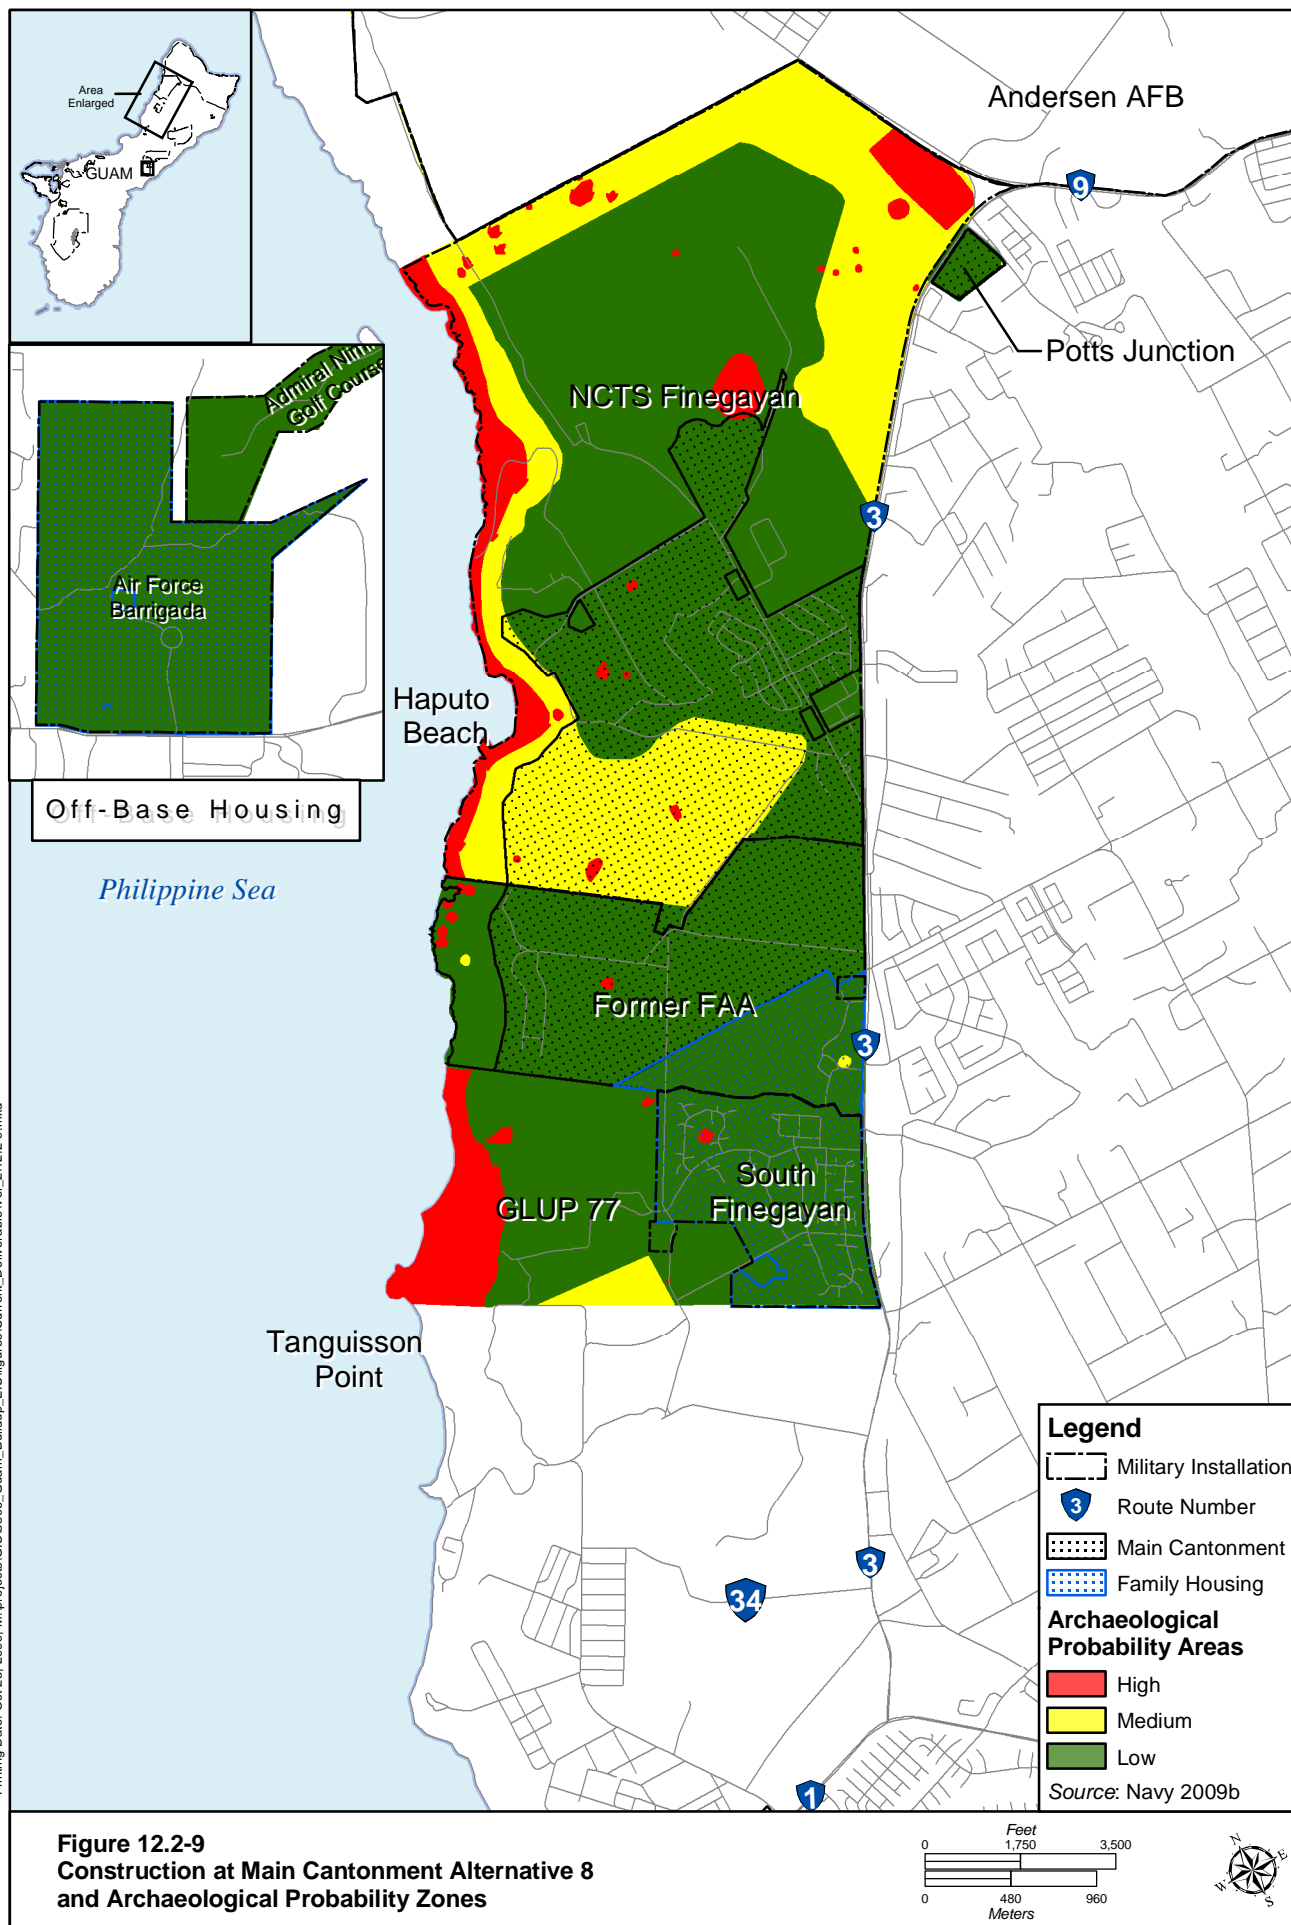 Area
Enlarged
GUAM
Andersen AFB
9
Potts Junction
Admiral
Golf Course
Air Force
Barrigada
Off-Base Housing
NCTS Finegayan
3
Haputo
Beach
Philippine Sea
Former FAA
3
South
Finegayan
GLUP 77
Tanguisson
Point
34
3
1
Legend
Military Installation
3
Route Number
Main Cantonment
Family Housing
Archaeological
Probability Areas
High
Medium
Low
Source: Navy 2009b
Figure 12.2-9
Construction at Main Cantonment Alternative 8
and Archaeological Probability Zones
Feet
0 1,750 3,500
0 480 960
Meters
N
E
S
W